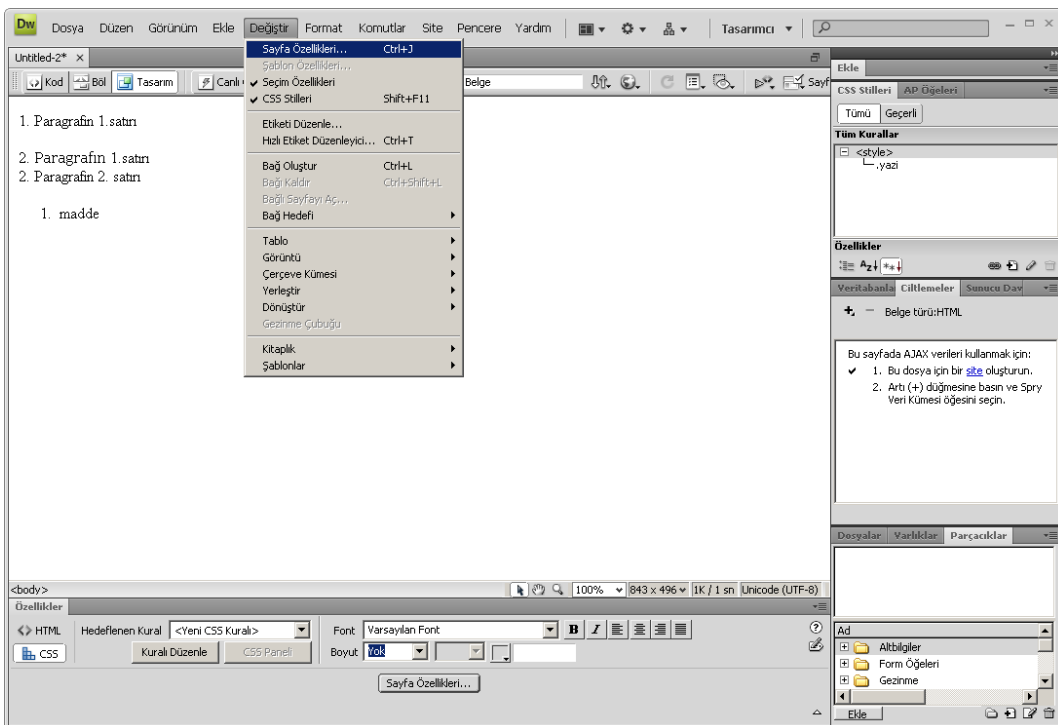 Dw Dosya Düzen Görünüm Ekle Değiştir Format Komutlar Site Pencere Yardım Tasarımcı
Untitled-2*
Kod Böl Tasarım Canlı Belge Sayf
Sayfa Özellikleri... Ctrl+J
Şablon Özellikleri...
Seçim Özellikleri
CSS Stilleri Shift+F11
Etiketi Düzenle...
Hızlı Etiket Düzenleyici... Ctrl+T
Bağ Oluştur Ctrl+L
Bağı Kaldır Ctrl+Shift+L
Bağlı Sayfayı Aç...
Bağ Hedefi
Tablo
Görüntü
Çerçeve Kümesi
Yerleştir
Dönüştür
Gezinme Çubuğu
Kitaplık
Şablonlar
1. Paragrafin 1.satırı
2. Paragrafin 1.satırı
2. Paragrafin 2. satırı
1. madde
Ekle
CSS Stilleri AP Öğeleri
Tümü Geçerli
Tüm Kurallar
<style>
.yazi
Özellikler
Veritabanla Ciltlemeler Sunucu Dav
Belge türü:HTML
Bu sayfada AJAX verileri kullanmak için:
1. Bu dosya için bir site oluşturun.
2. Artı (+) düğmesine basın ve Spry
Veri Kümesi öğesini seçin.
Dosyalar Varlıklar Parçacıklar
Ad
Altbilgiler
Form Öğeleri
Gezinme
Ekle
<body> 100% 843 x 496 1K / 1 sn Unicode (UTF-8)
Özellikler
HTML Hedeflenen Kural <Yeni CSS Kuralı> Font Varsayılan Font B I
CSS Kuralı Düzenle CSS Paneli Boyut Yok
Sayfa Özellikleri...